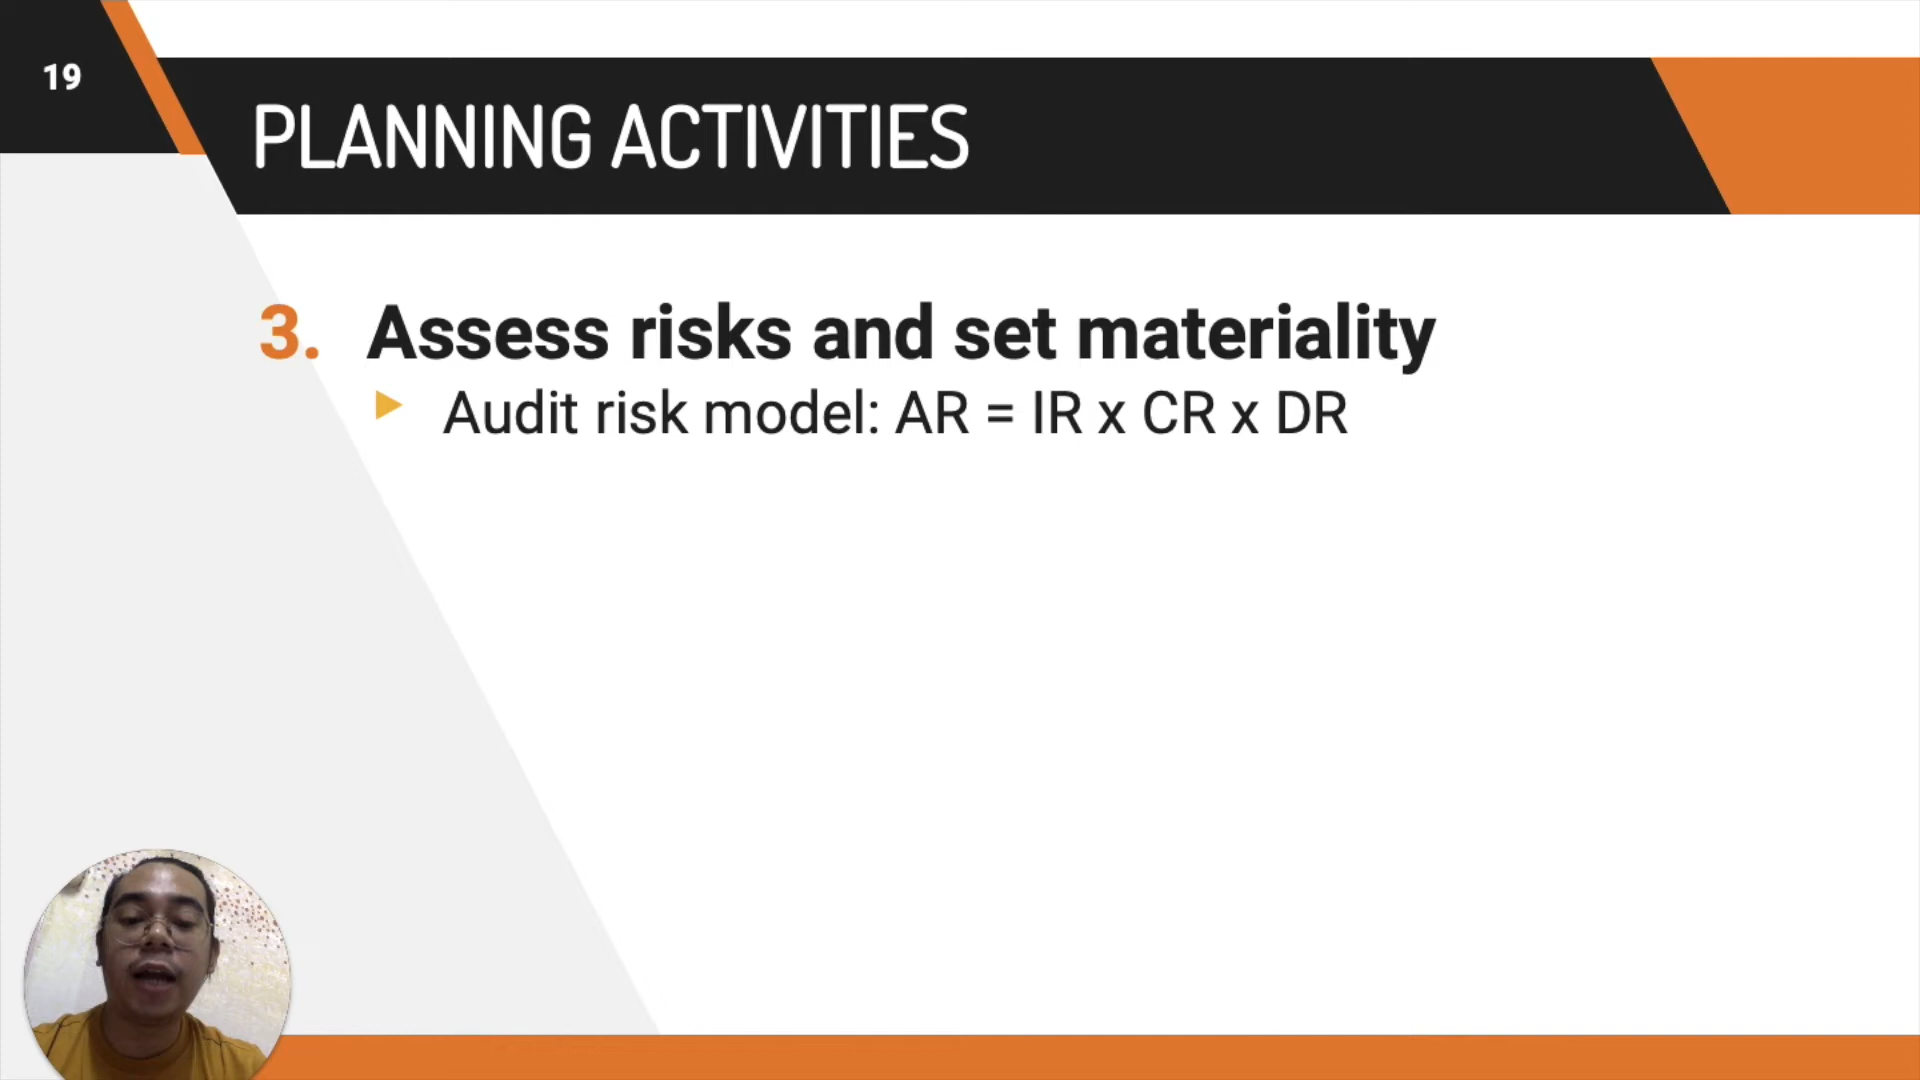 19
PLANNING ACTIVITIES
3. Assess risks and set materiality
Audit risk model: AR = IR x CR x DR